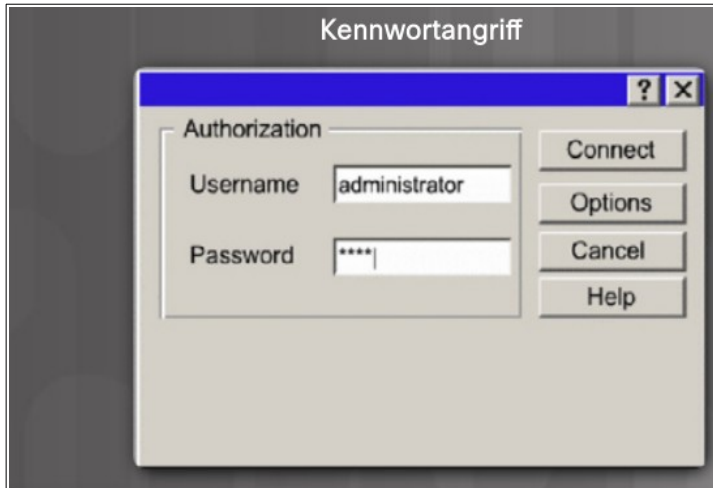 Kennwortangriff
? X
Authorization
Username administrator
Password ****
Connect
Options
Cancel
Help